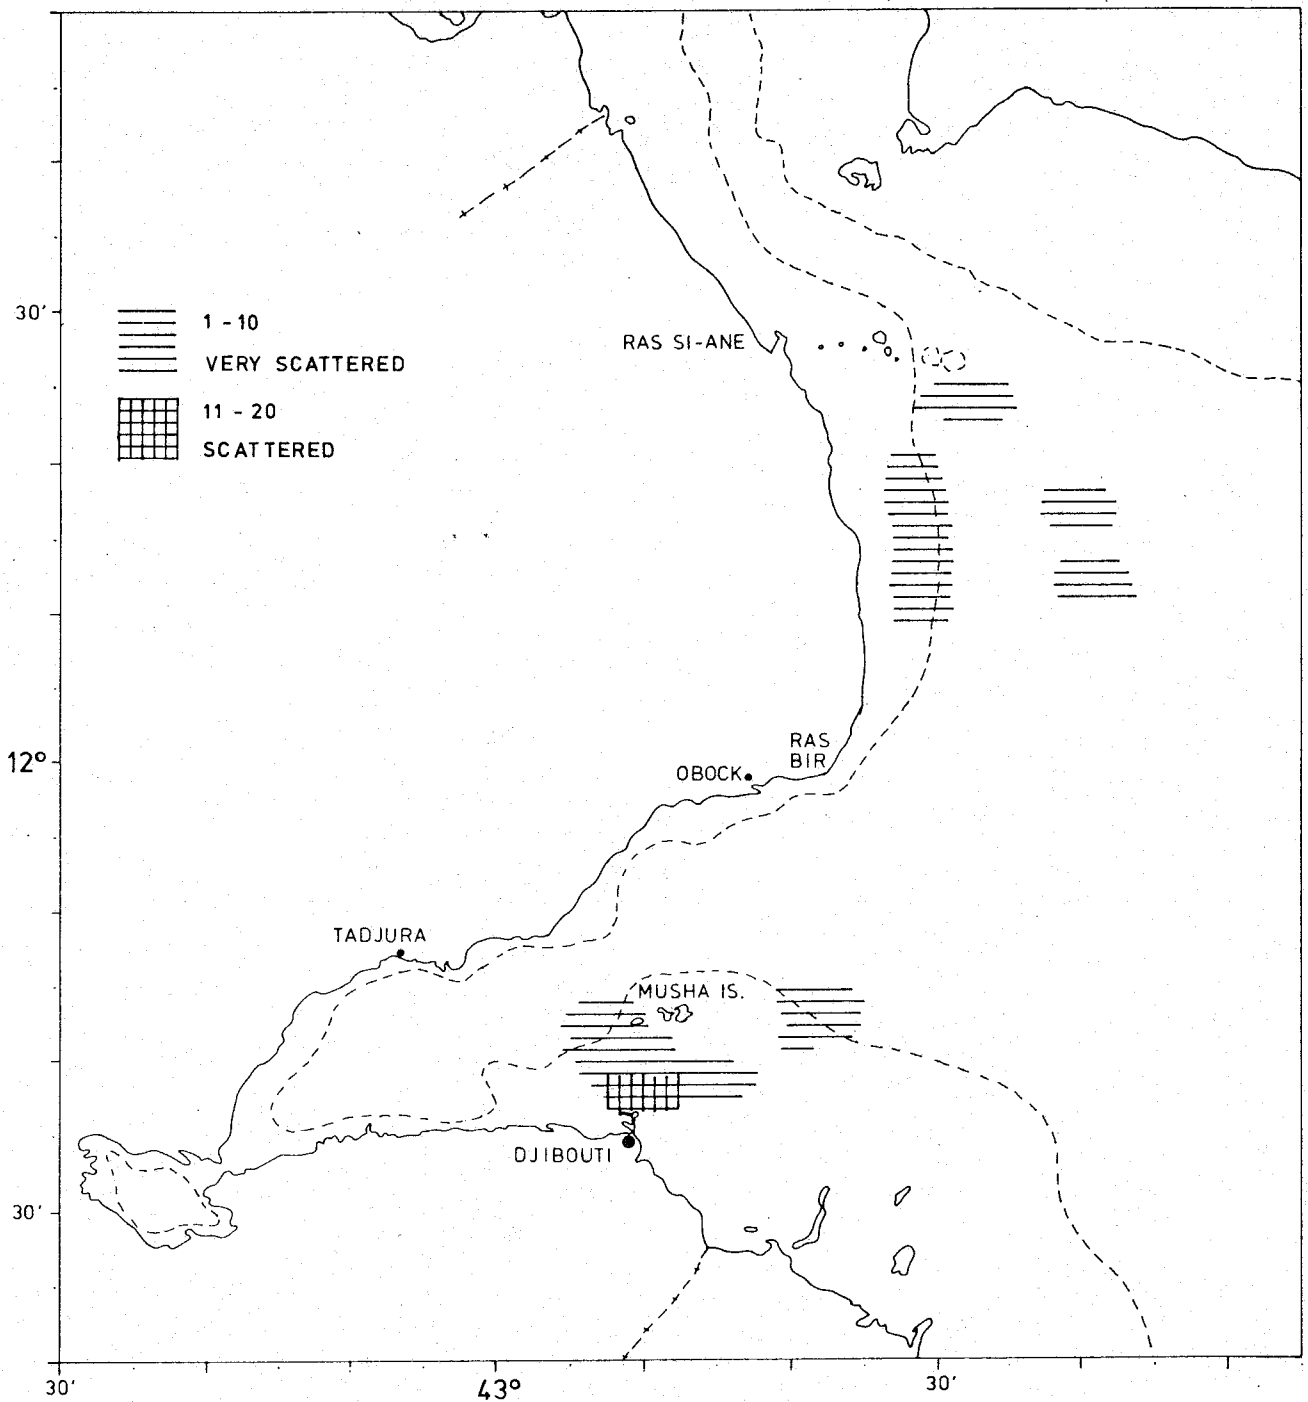 30'
1 - 10
VERY SCATTERED
11 - 20
SCATTERED
RAS SI-ANE
12°
RAS
BIR
OBOCK
TADJURA
MUSHA IS.
DJIBOUTI
30'
30'
43°
30'